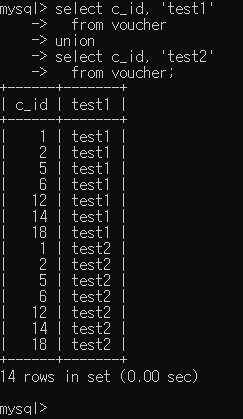 mysql> select c_id, 'test1'
    ->   from voucher
    -> union
    -> select c_id, 'test2'
    ->   from voucher;
+------+-------+
| c_id | test1 |
+------+-------+
|    1 | test1 |
|    2 | test1 |
|    5 | test1 |
|    6 | test1 |
|   12 | test1 |
|   14 | test1 |
|   18 | test1 |
|    1 | test2 |
|    2 | test2 |
|    5 | test2 |
|    6 | test2 |
|   12 | test2 |
|   14 | test2 |
|   18 | test2 |
+------+-------+
14 rows in set (0.00 sec)
mysql>